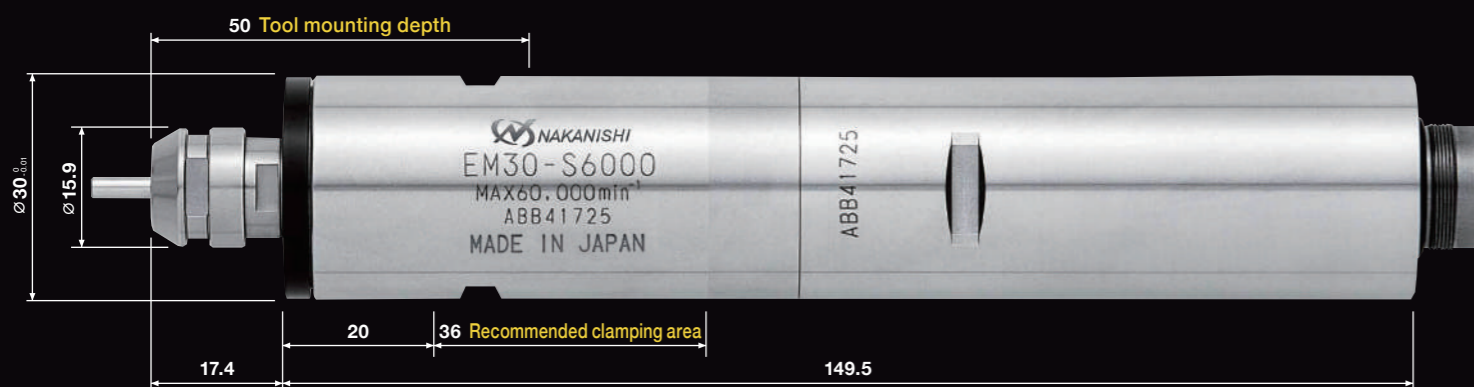 50 Tool mounting depth
Ø30 0 -0.01
Ø15.9
NAKANISHI
EM30-S6000
MAX60.000min⁻¹
ABB41725
MADE IN JAPAN
ABB41725
20
36 Recommended clamping area
17.4
149.5